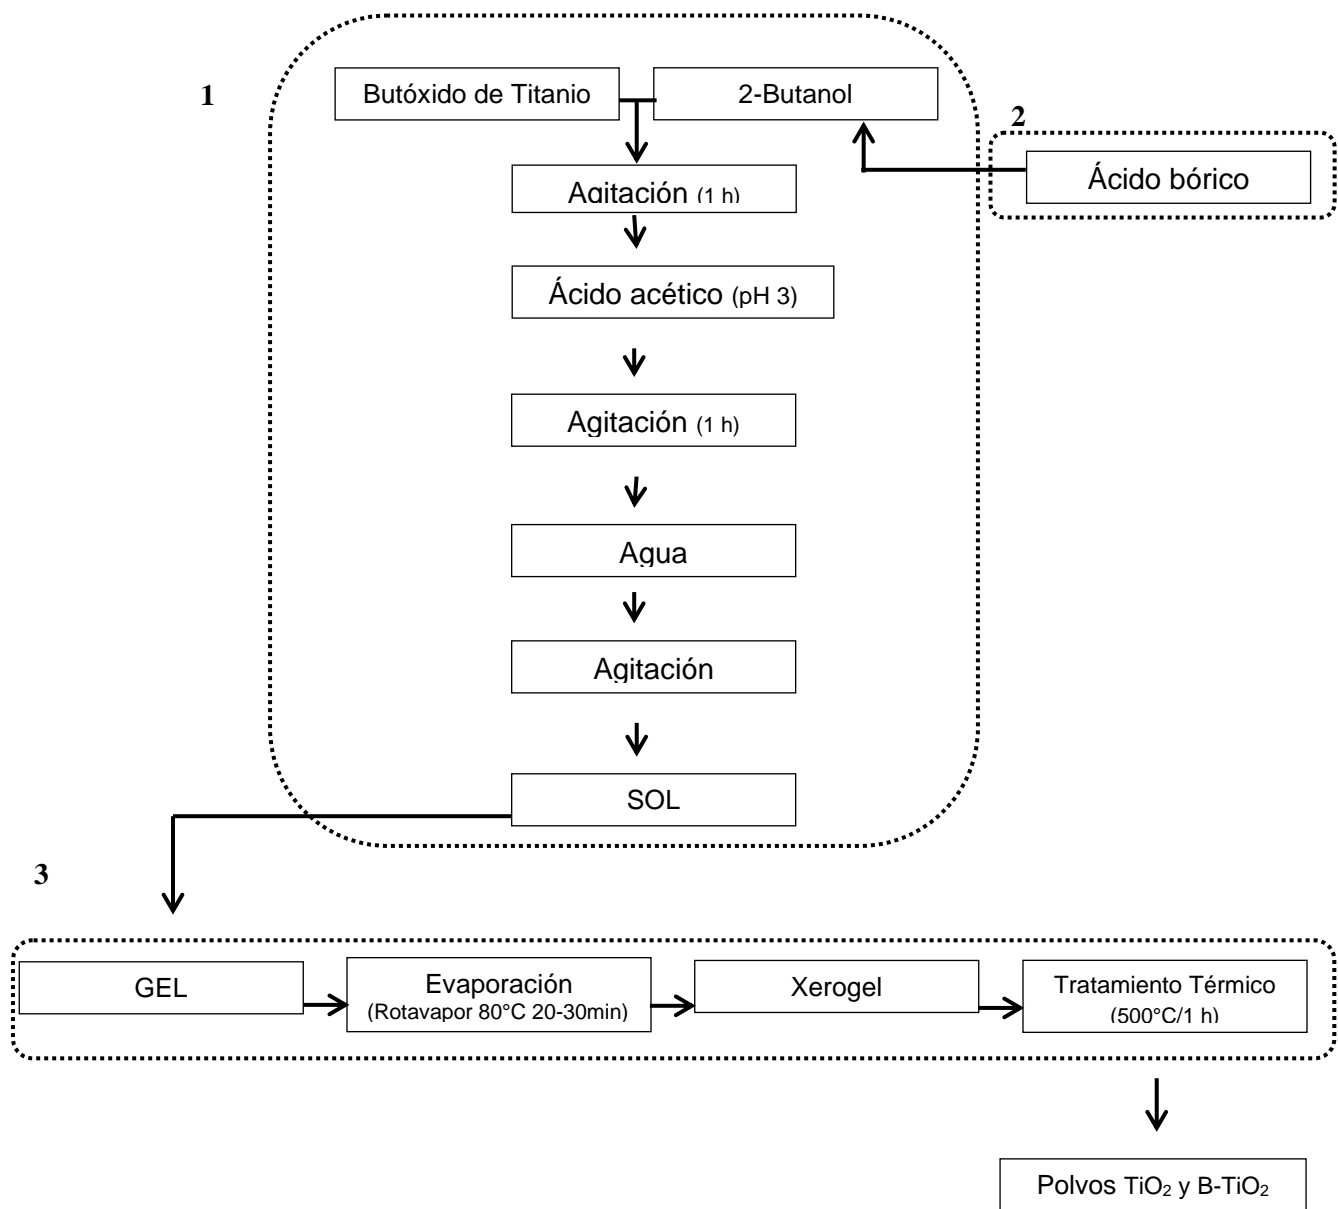 1
Butóxido de Titanio
2-Butanol
2
Ácido bórico
Agitación (1 h)
Ácido acético (pH 3)
Agitación (1 h)
Agua
Agitación
SOL
3
GEL
Evaporación
(Rotavapor 80°C 20-30min)
Xerogel
Tratamiento Térmico
(500°C/1 h)
Polvos TiO₂ y B-TiO₂